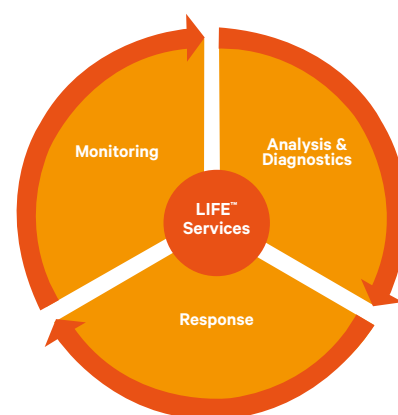 Monitoring
Analysis &
Diagnostics
LIFE™
Services
Response